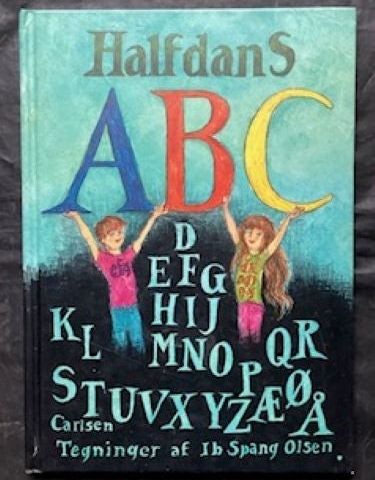 Halfdans
ABC
D
EFG
HIJ
KL
MNO
P
QR
STUVXYZÆØÅ
Carlsen
Tegninger af Ib Spang Olsen.